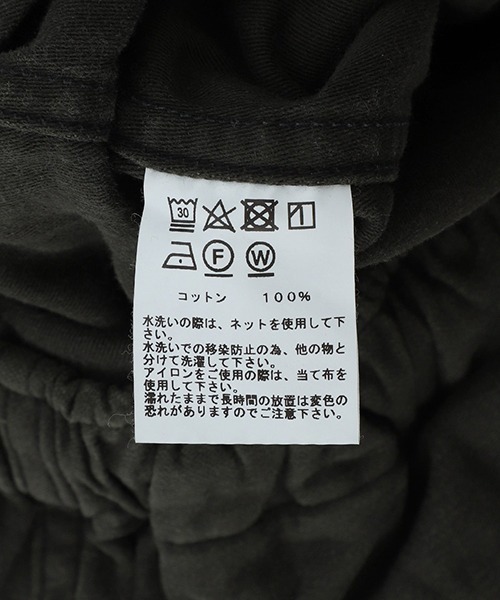 30
F W
コットン 100%
水洗いの際は、ネットを使用して下
さい。
水洗いでの移染防止の為、他の物と
分けて洗濯して下さい。
アイロンをご使用の際は、当て布を
使用して下さい。
濡れたままで長時間の放置は変色の
恐れがありますのでご注意下さい。